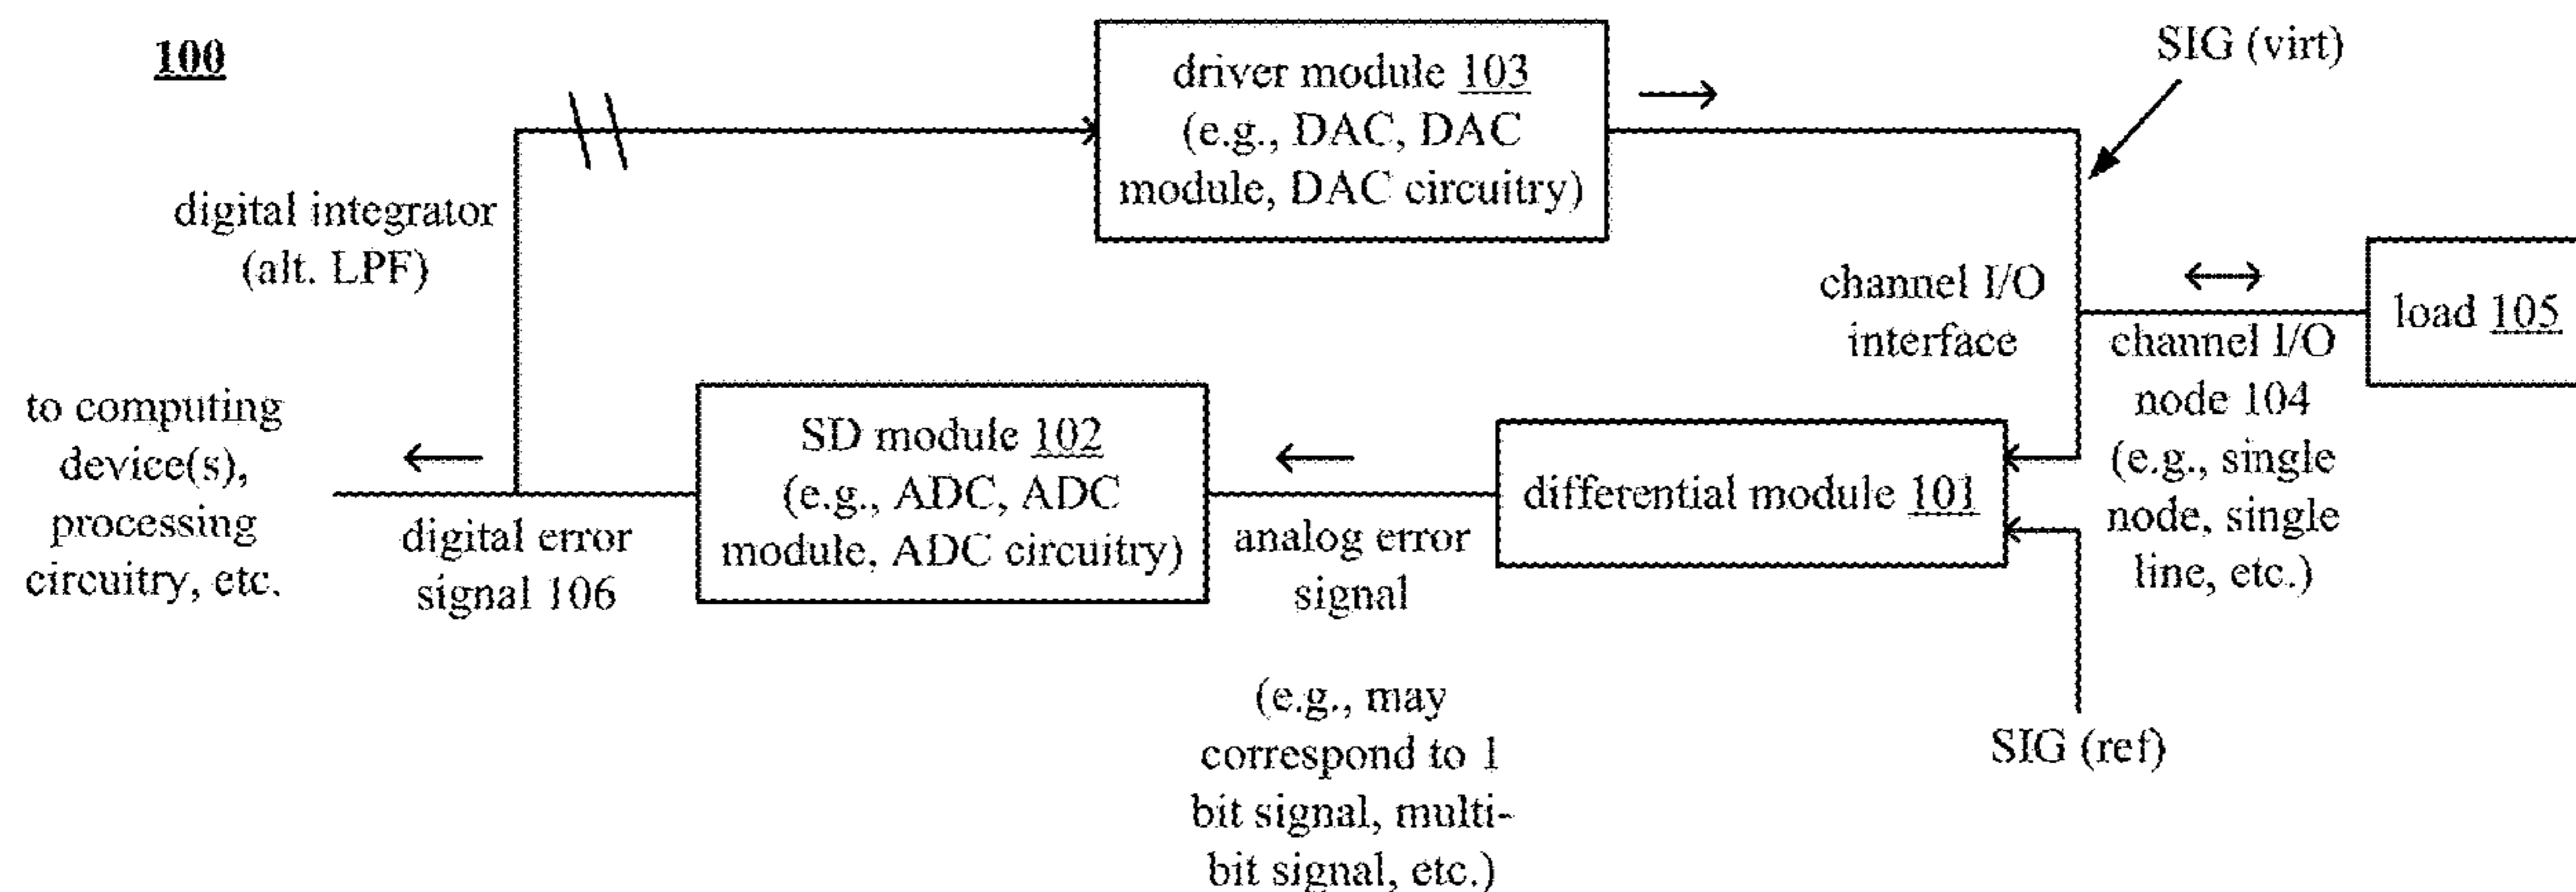 100
driver module 103
(e.g., DAC, DAC
module, DAC circuitry)
SIG (virt)
digital integrator
(alt. LPF)
channel I/O
interface
load 105
channel I/O
node 104
(e.g., single
node, single
line, etc.)
to computing
device(s),
processing
circuitry, etc.
digital error
signal 106
SD module 102
(e.g., ADC, ADC
module, ADC circuitry)
analog error
signal
(e.g., may
correspond to 1
bit signal, multi-
bit signal, etc.)
differential module 101
SIG (ref)